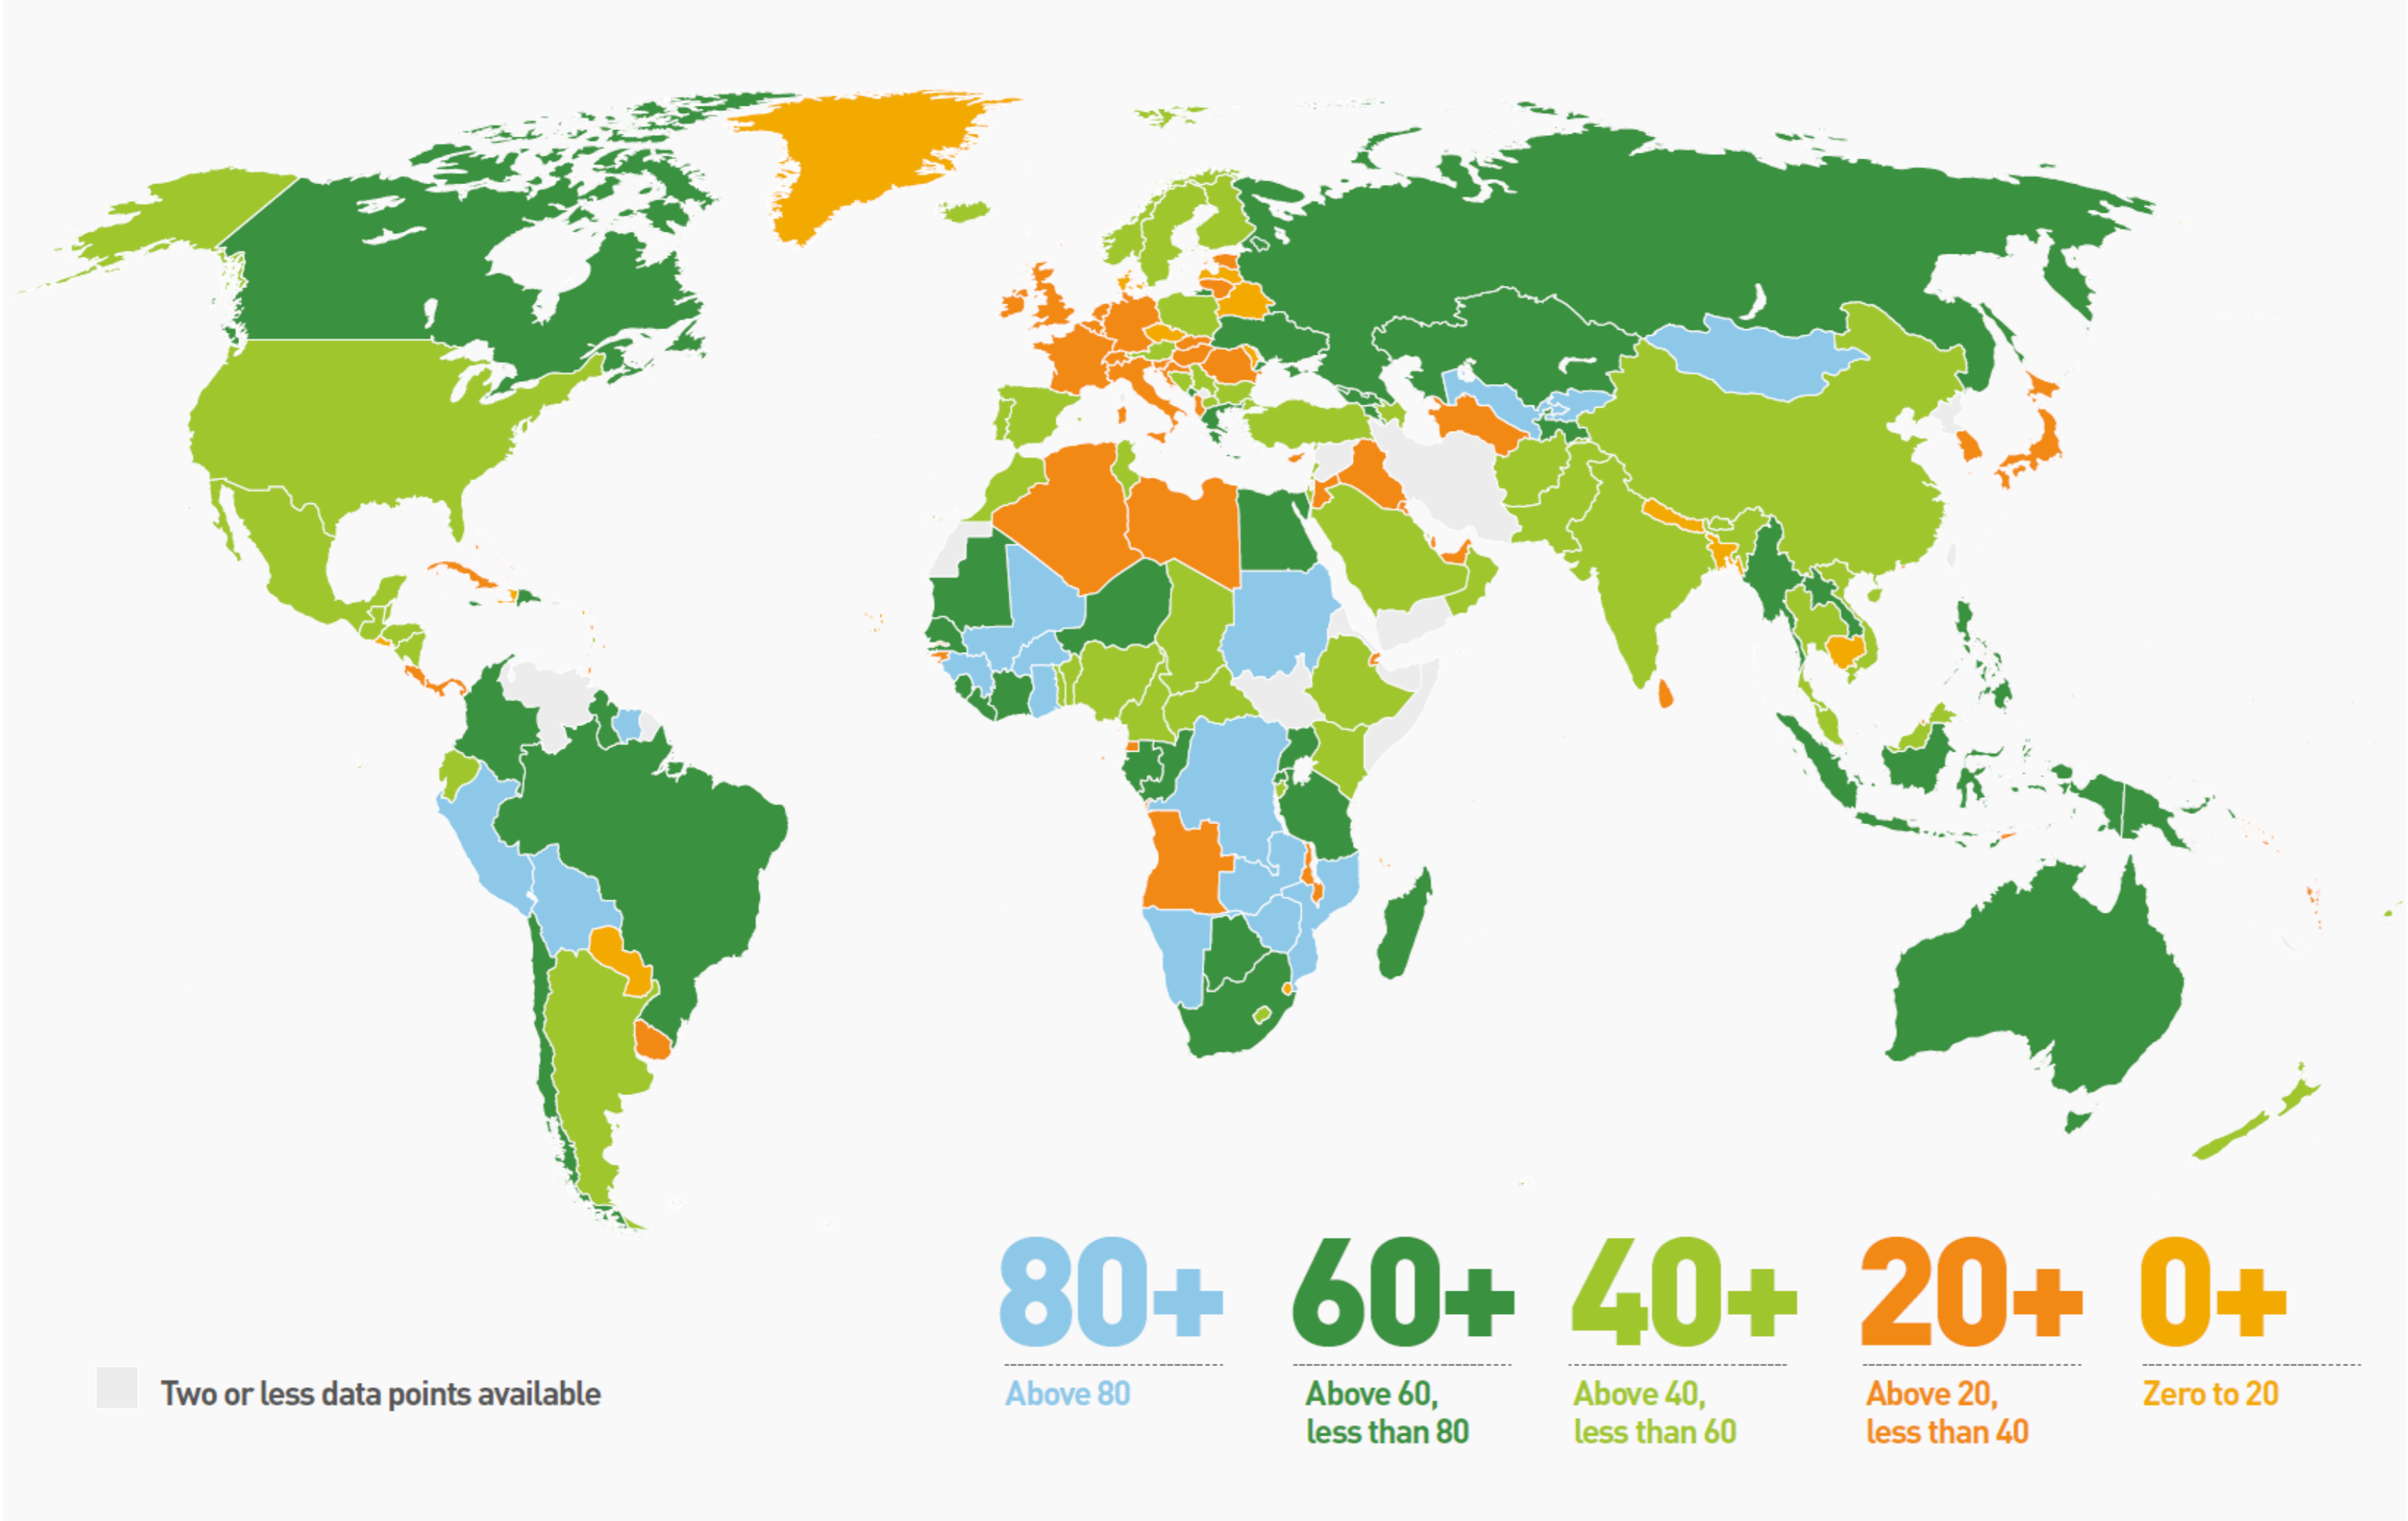 80+
60+
40+
20+
0+
Two or less data points available
Above 80
Above 60,
less than 80
Above 40,
less than 60
Above 20,
less than 40
Zero to 20